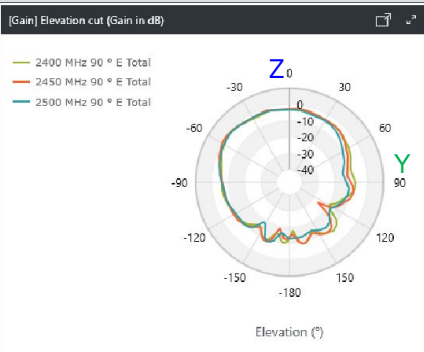 [Gain] Elevation cut (Gain in dB)
2400 MHz 90 º E Total
2450 MHz 90 º E Total
2500 MHz 90 º E Total
Z
0
-30
30
0
-10
-20
-30
-40
-60
60
Y
-90
90
-120
120
-150
150
-180
Elevation (°)